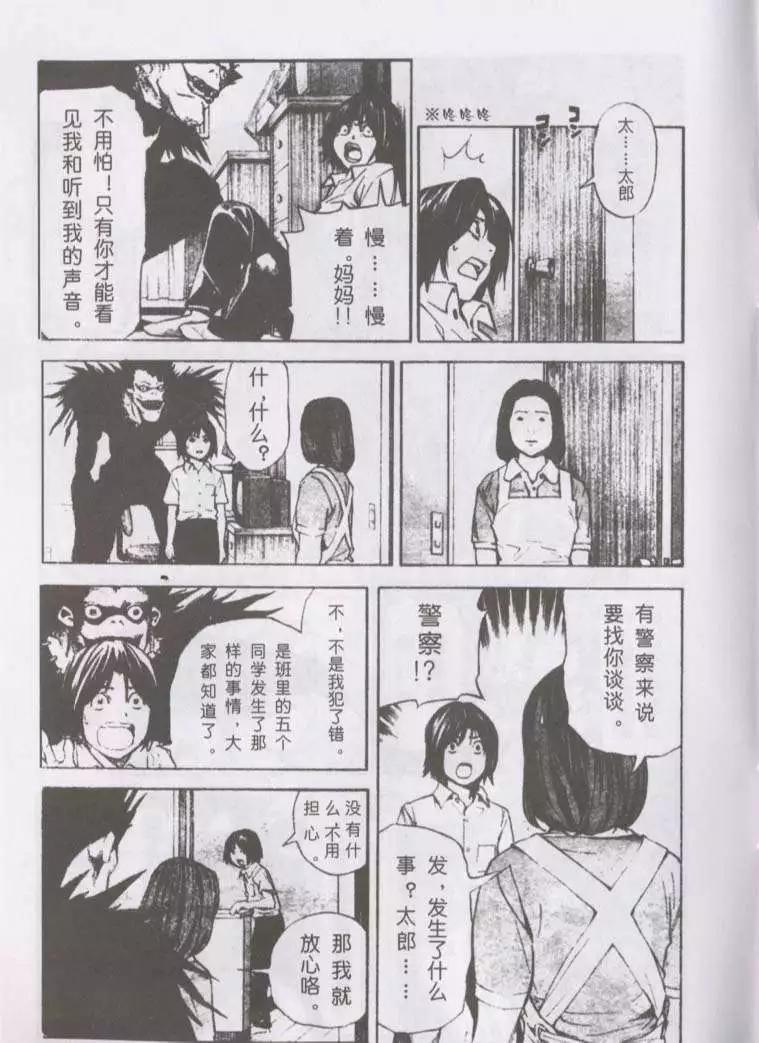 ※咚咚咚
コン
コン
太……太郎
慢……慢
着。妈妈!!
不用怕！只有你才能看
见我和听到我的声音。
什，什么？
有警察来说
要找你谈谈。
警察
!?
发，发生了什么
事？太郎……
不，不是我犯了错。
是班里的五个
同学发生了那
样的事情，大
家都知道了。
没有什
么，不用
担心。
那我就
放心咯。